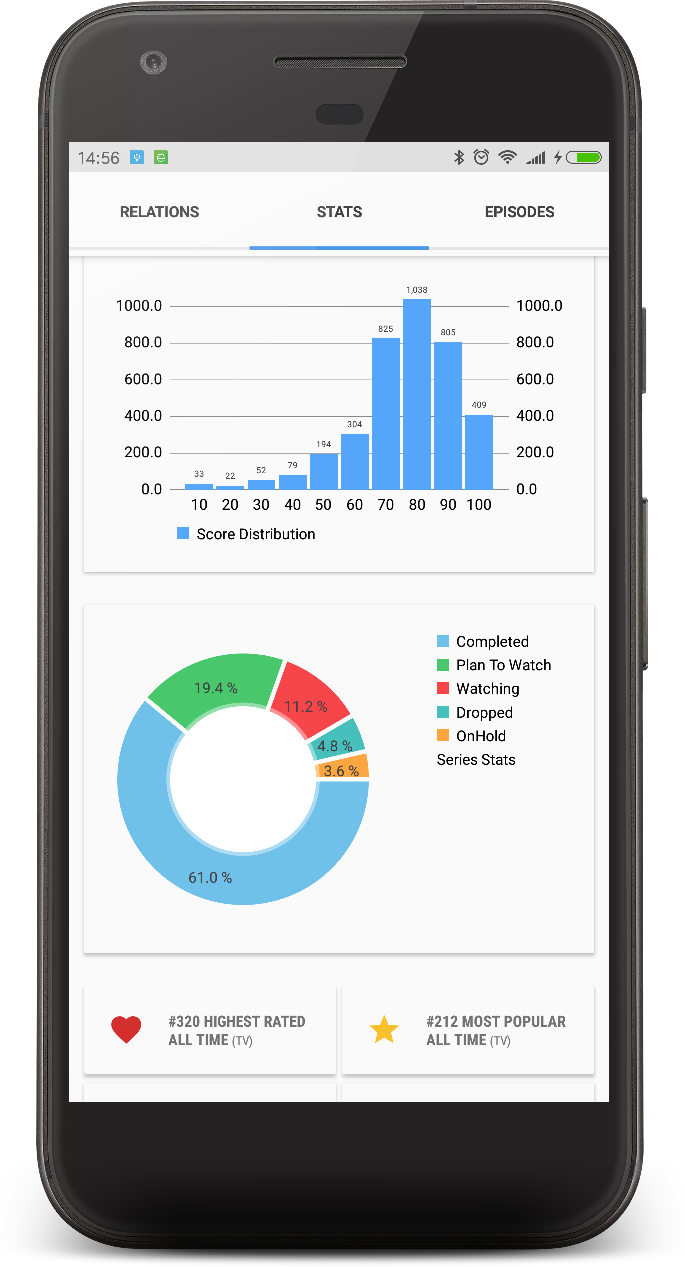 14:56
RELATIONS STATS EPISODES
1,038
1000.0 1000.0
825 805
800.0 800.0
600.0 600.0
409
400.0 400.0
304
194
200.0 200.0
33 22 52 79
0.0 0.0
10 20 30 40 50 60 70 80 90 100
Score Distribution
Completed
Plan To Watch
Watching
Dropped
OnHold
Series Stats
19.4 %
11.2 %
4.8 %
3.6 %
61.0 %
#320 HIGHEST RATED
ALL TIME (TV)
#212 MOST POPULAR
ALL TIME (TV)